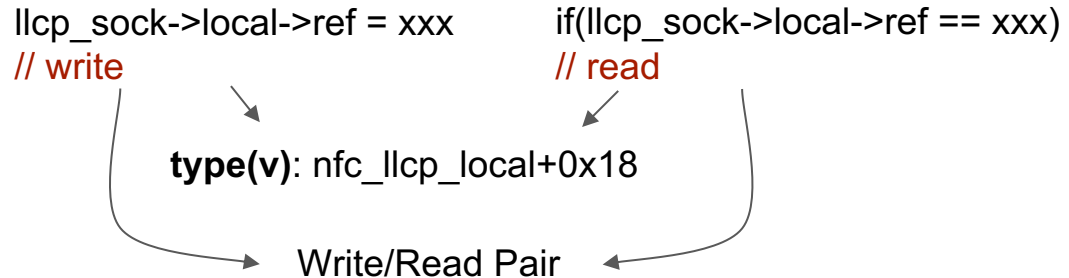 llcp_sock->local->ref = xxx
// write
if(llcp_sock->local->ref == xxx)
// read
type(v): nfc_llcp_local+0x18
Write/Read Pair